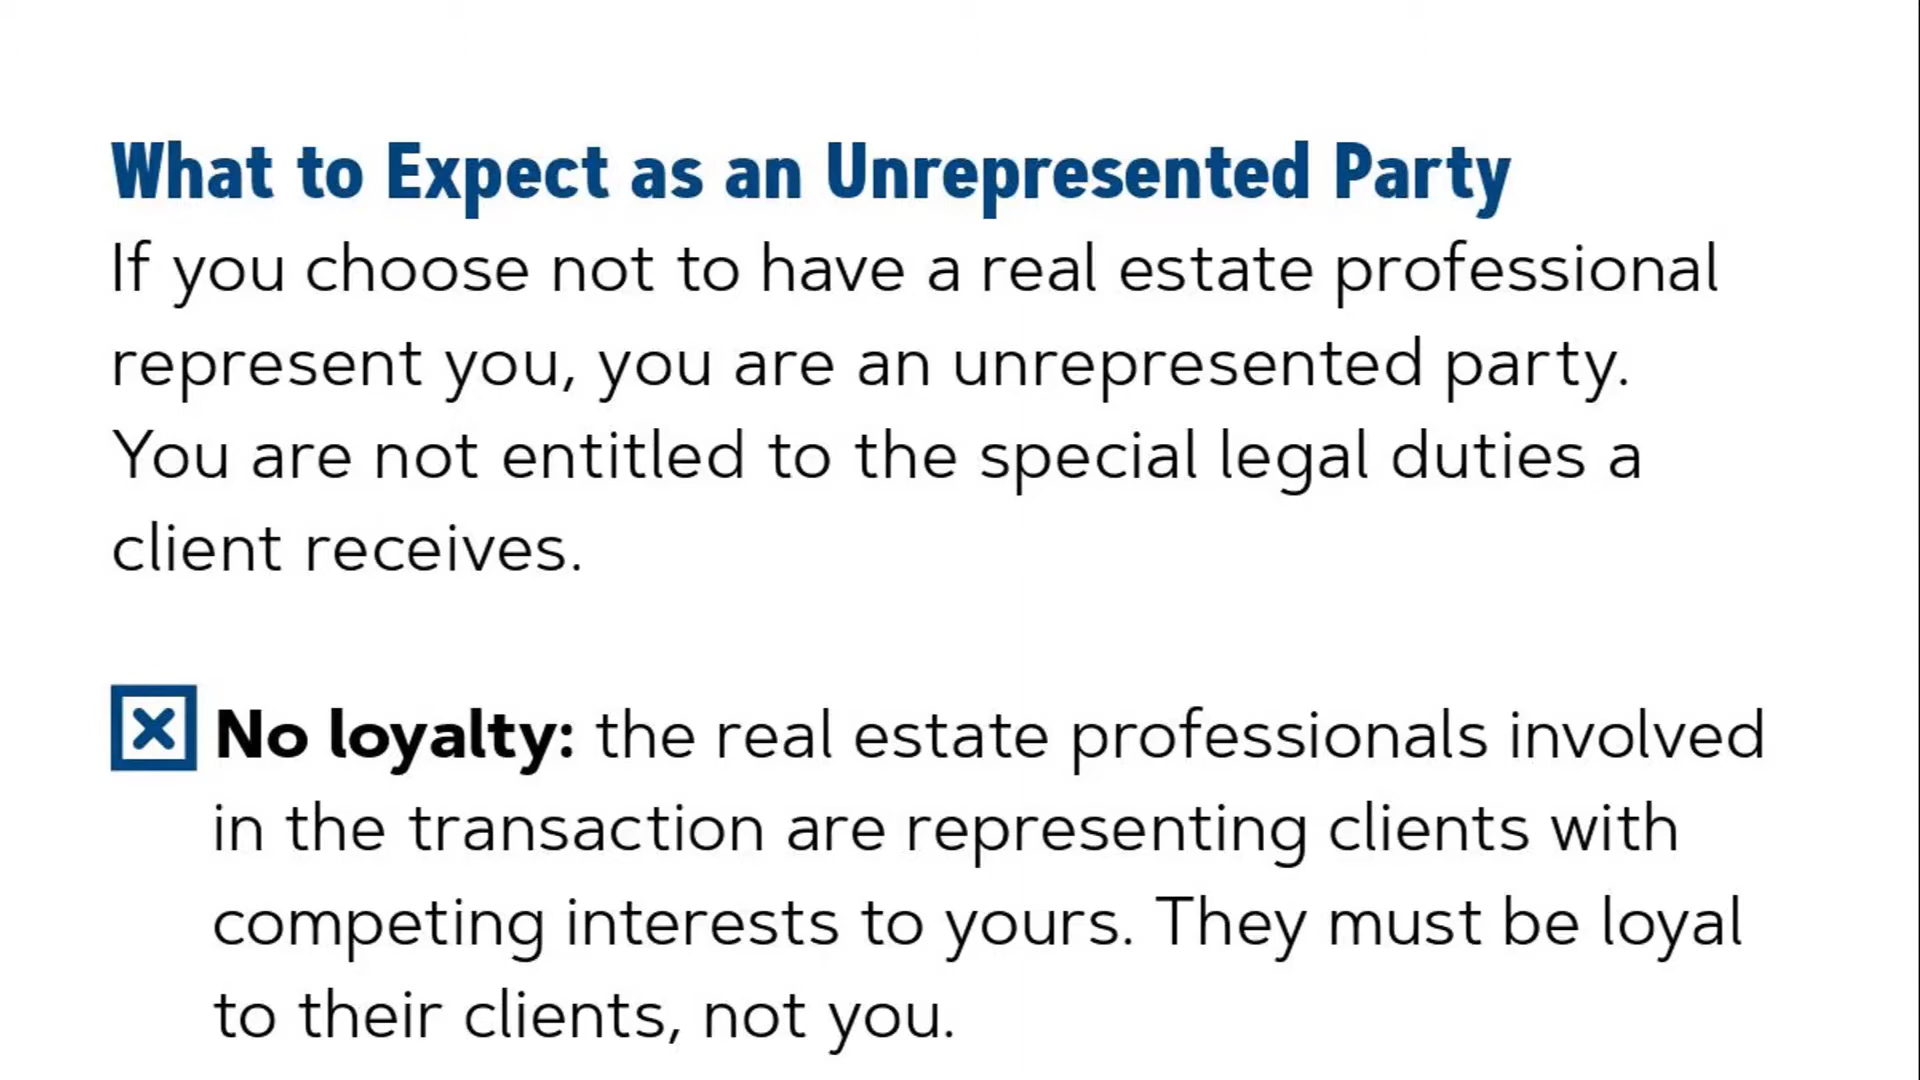 What to Expect as an Unrepresented Party
If you choose not to have a real estate professional
represent you, you are an unrepresented party.
You are not entitled to the special legal duties a
client receives.
No loyalty: the real estate professionals involved
in the transaction are representing clients with
competing interests to yours. They must be loyal
to their clients, not you.